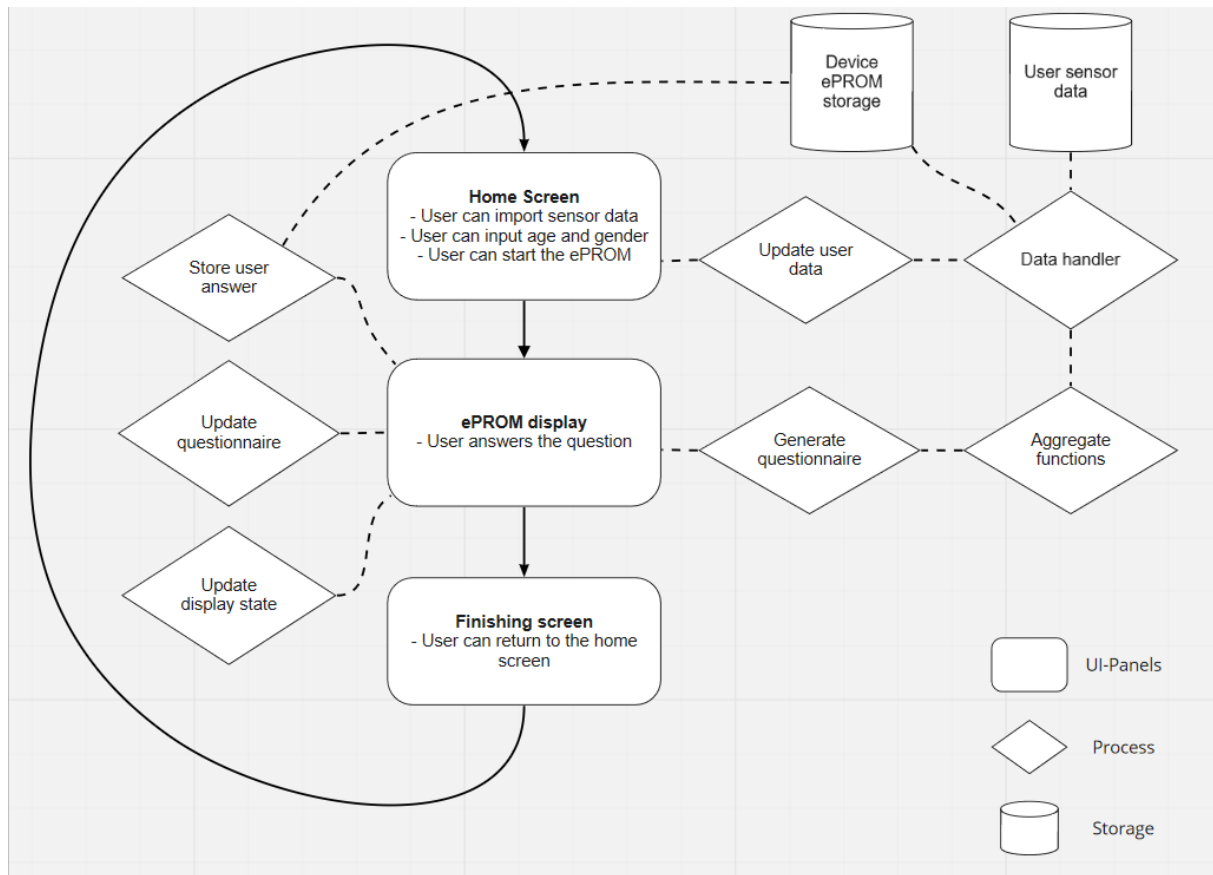 Device
ePROM
storage
User sensor
data
Home Screen
- User can import sensor data
- User can input age and gender
- User can start the ePROM
Store user
answer
Update user
data
Data handler
ePROM display
- User answers the question
Update
questionnaire
Generate
questionnaire
Aggregate
functions
Update
display state
Finishing screen
- User can return to the home
screen
UI-Panels
Process
Storage